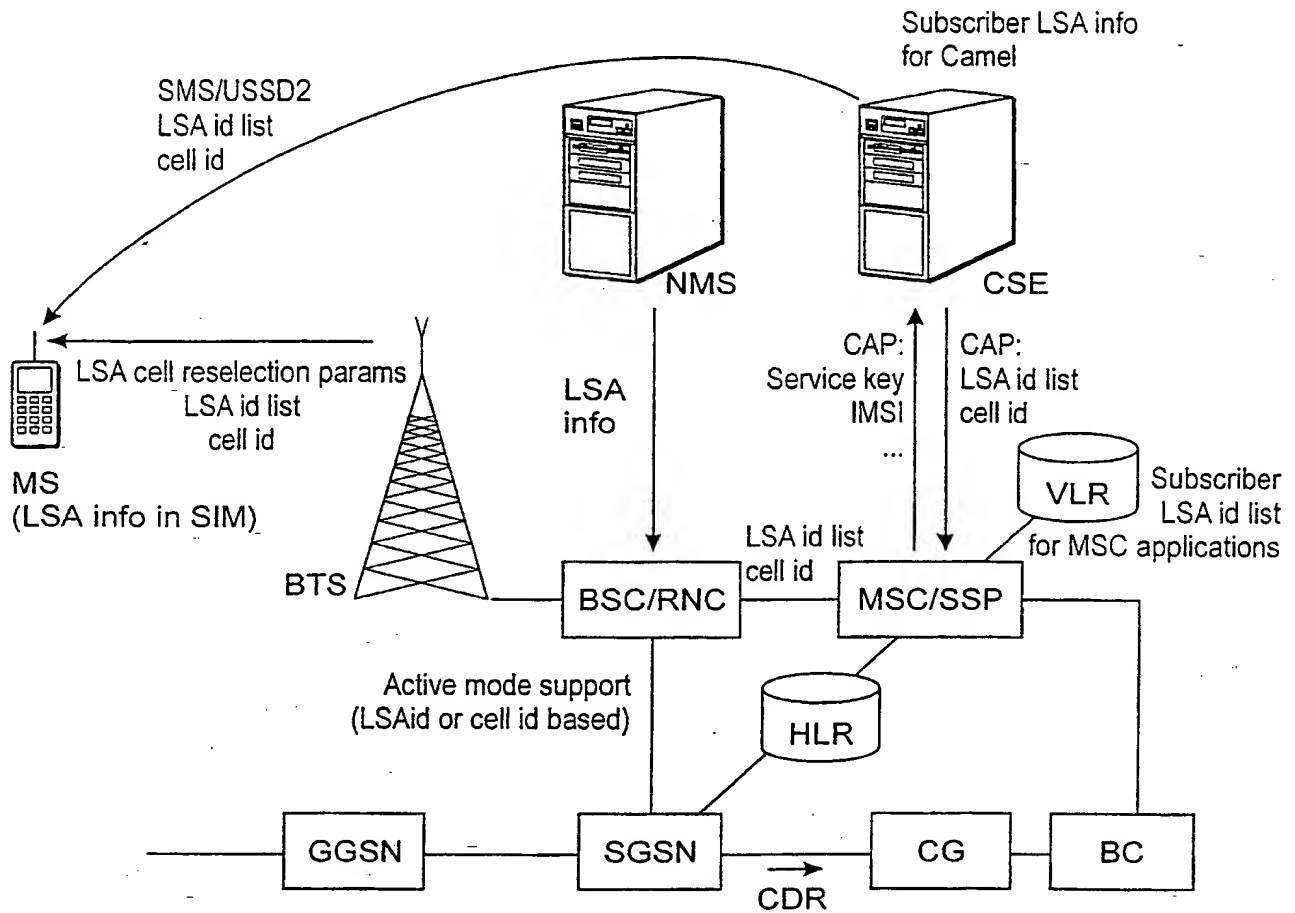 Subscriber LSA info
for Camel
SMS/USSD2
LSA id list
cell id
NMS
CSE
LSA cell reselection params
LSA id list
cell id
LSA
info
CAP:
Service key
IMSI
...
CAP:
LSA id list
cell id
MS
(LSA info in SIM)
VLR
Subscriber
LSA id list
for MSC applications
LSA id list
cell id
BTS
BSC/RNC
MSC/SSP
Active mode support
(LSAid or cell id based)
HLR
GGSN
SGSN
CG
BC
CDR